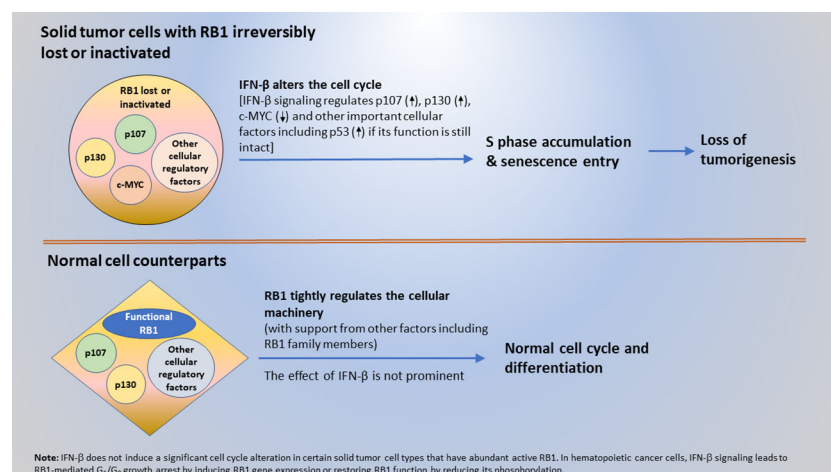 Solid tumor cells with RB1 irreversibly
lost or inactivated
RB1 lost or
inactivated
p107
p130
c-MYC
Other
cellular
regulatory
factors
IFN-β alters the cell cycle
[IFN-β signaling regulates p107 (↑), p130 (↑),
c-MYC (↓) and other important cellular
factors including p53 (↑) if its function is still
intact]
S phase accumulation
& senescence entry
Loss of
tumorigenesis
Normal cell counterparts
Functional
RB1
p107
p130
Other
cellular
regulatory
factors
RB1 tightly regulates the cellular
machinery
(with support from other factors including
RB1 family members)
The effect of IFN-β is not prominent
Normal cell cycle and
differentiation
Note: IFN-β does not induce a significant cell cycle alteration in certain solid tumor cell types that have abundant active RB1. In hematopoietic cancer cells, IFN-β signaling leads to
RB1-mediated G₁/G₀ growth arrest by inducing RB1 gene expression or restoring RB1 function by reducing its phosphorylation.